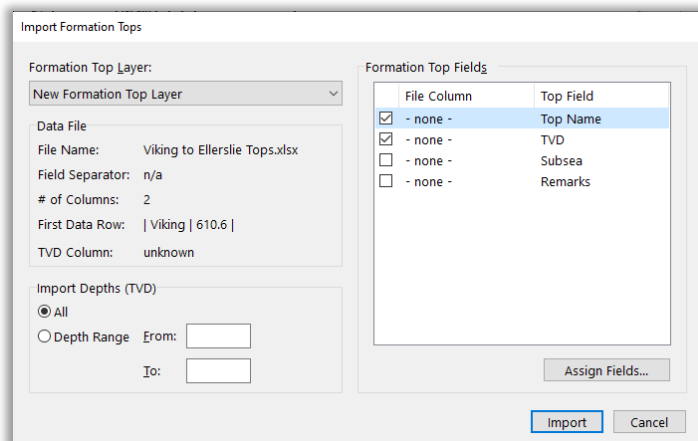 Import Formation Tops
Formation Top Layer:
New Formation Top Layer
Data File
File Name: Viking to Ellerslie Tops.xlsx
Field Separator: n/a
# of Columns: 2
First Data Row: | Viking | 610.6 |
TVD Column: unknown
Import Depths (TVD)
All
Depth Range From:
To:
Formation Top Fields
File Column Top Field
- none - Top Name
- none - TVD
- none - Subsea
- none - Remarks
Assign Fields...
Import Cancel